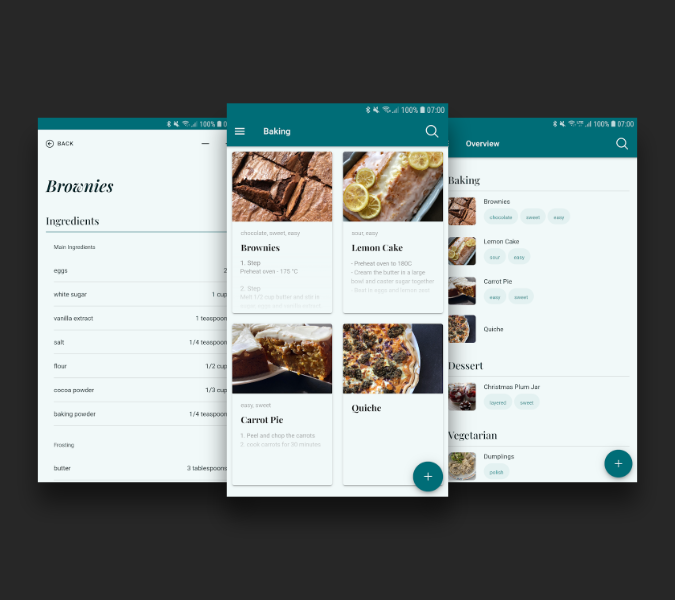 100%
07:00
BACK
Brownies
Ingredients
Main Ingredients
eggs 2
white sugar 1 cup
vanilla extract 1 teaspoon
salt 1/4 teaspoon
flour 1/2 cup
cocoa powder 1/3 cup
baking powder 1/4 teaspoon
Frosting
butter 3 tablespoons
100% 07:00
Baking
chocolate, sweet, easy
Brownies
1. Step
Preheat oven - 175 °C
2. Step
Melt 1/2 cup butter and stir in
sour, easy
Lemon Cake
- Preheat oven to 180C
- Cream the butter in a large
bowl and caster sugar together
easy, sweet
Carrot Pie
1. Peel and chop the carrots
2. cook carrots for 30 minutes
Quiche
+
100% 07:00
Overview
Baking
Brownies
chocolate sweet easy
Lemon Cake
sour easy
Carrot Pie
easy sweet
Quiche
Dessert
Christmas Plum Jar
layered sweet
Vegetarian
Dumplings
polish
+